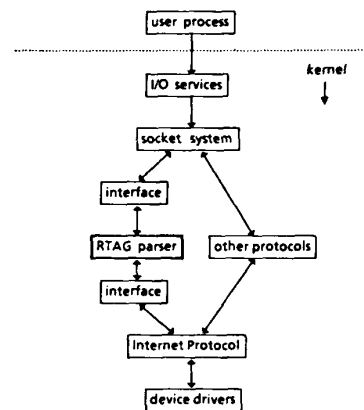 user process
kernel
I/O services
socket system
interface
RTAG parser
other protocols
interface
Internet Protocol
device drivers